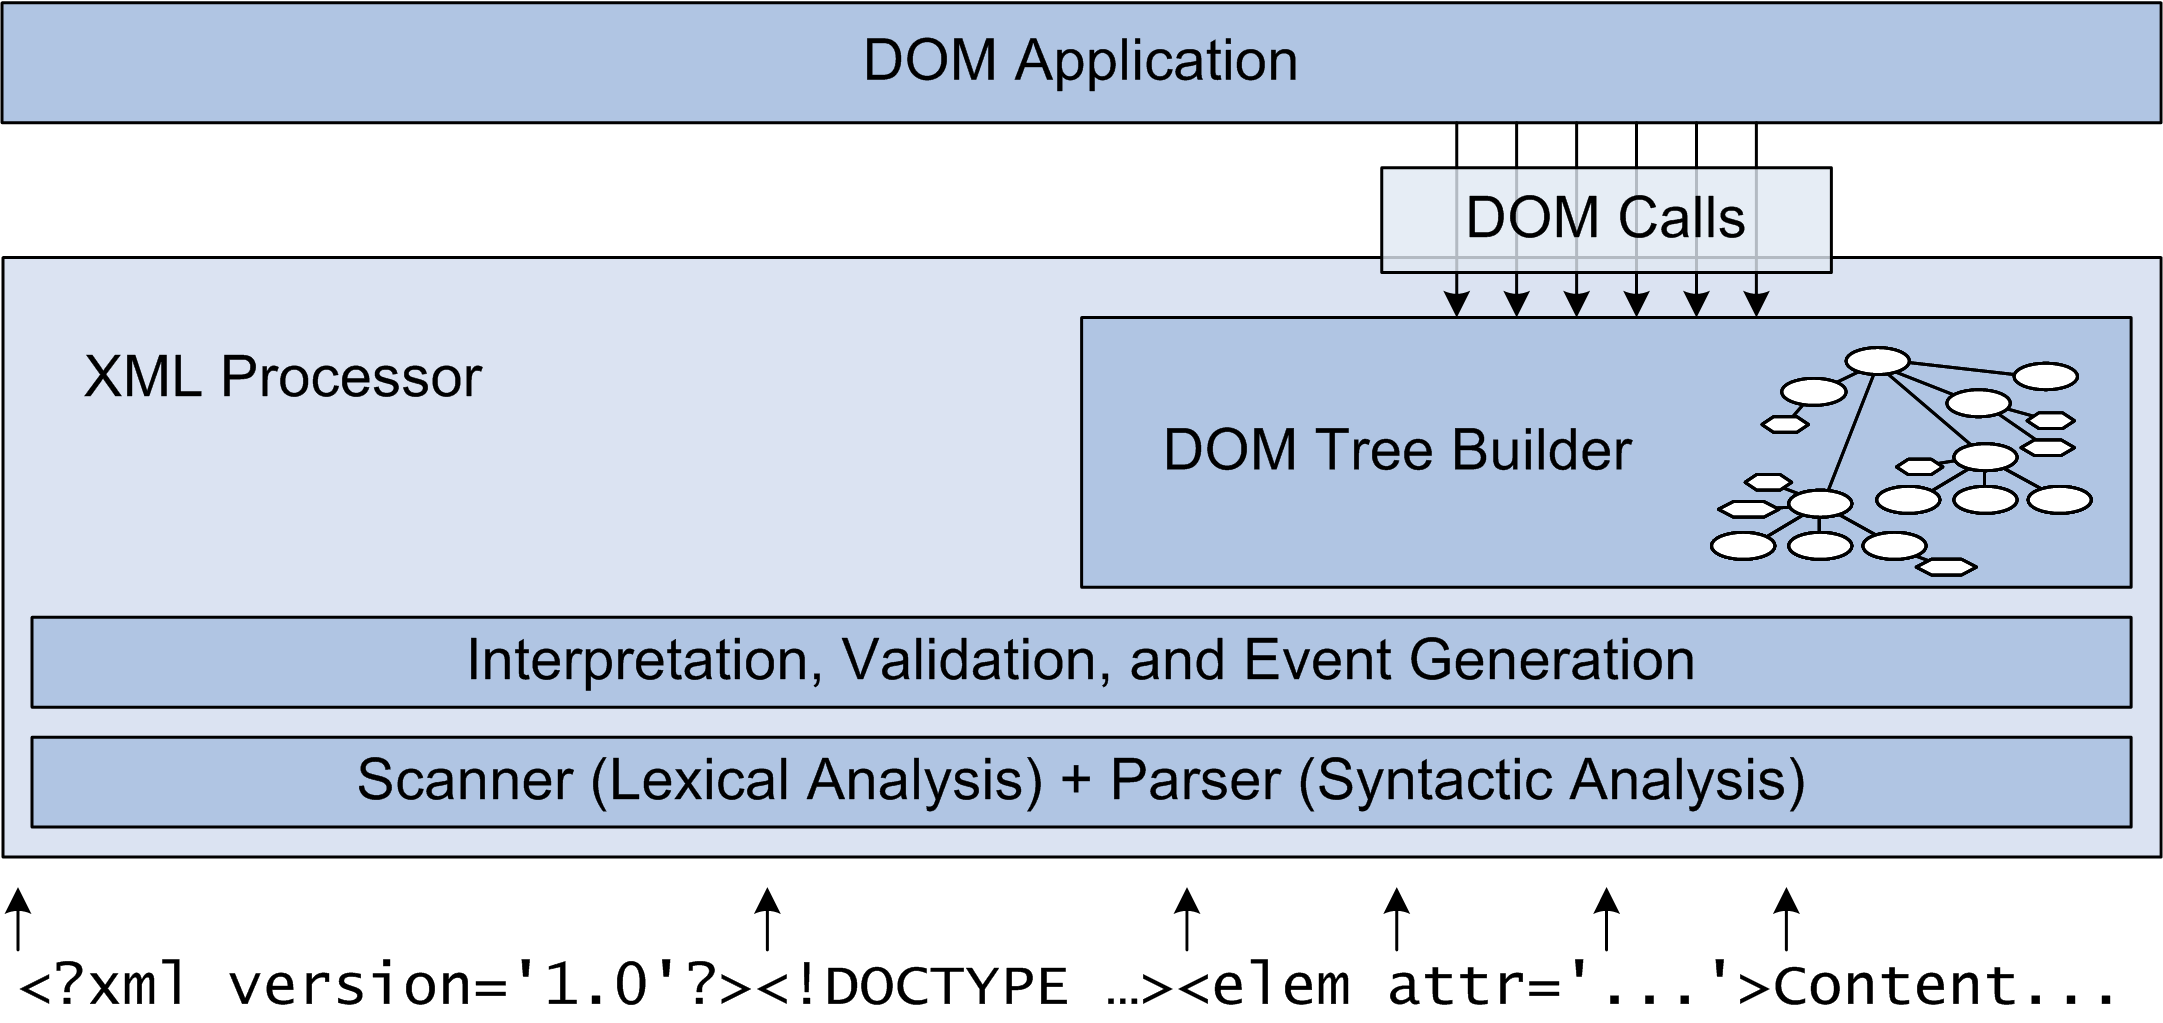 DOM Application
DOM Calls
XML Processor
DOM Tree Builder
Interpretation, Validation, and Event Generation
Scanner (Lexical Analysis) + Parser (Syntactic Analysis)
<?xml version='1.0'?><!DOCTYPE …><elem attr='...'>Content...